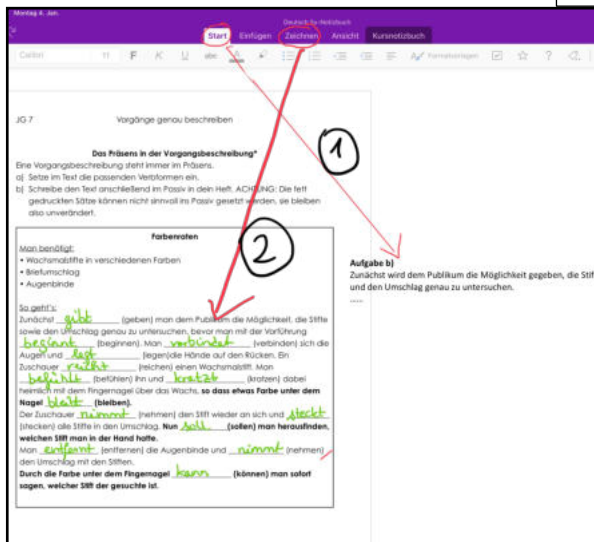 Montag 4. Jan.
Deutsch 7a-Notizbuch
Start Einfügen Zeichnen Ansicht Kursnotizbuch
Calibri 11 F K U abc A Formatvorlagen ?
JG 7 Vorgänge genau beschreiben
1
Das Präsens in der Vorgangsbeschreibung*
Eine Vorgangsbeschreibung steht immer im Präsens.
a) Setze im Text die passenden Verbformen ein.
b) Schreibe den Text anschließend im Passiv in dein Heft. ACHTUNG: Die fett
gedruckten Sätze können nicht sinnvoll ins Passiv gesetzt werden, sie bleiben
also unverändert.
Farbenraten
2
Man benötigt:
• Wachsmalstifte in verschiedenen Farben
• Briefumschlag
• Augenbinde
Aufgabe b)
Zunächst wird dem Publikum die Möglichkeit gegeben, die Stif
und den Umschlag genau zu untersuchen.
.....
So geht's:
Zunächst gibt (geben) man dem Publikum die Möglichkeit, die Stifte
sowie den Umschlag genau zu untersuchen, bevor man mit der Vorführung
beginnt (beginnen). Man verbindet (verbinden) sich die
Augen und legt (legen)die Hände auf den Rücken. Ein
Zuschauer reicht (reichen) einen Wachsmalstift. Man
befühlt (befühlen) ihn und kratzt (kratzen) dabei
heimlich mit dem Fingernagel über das Wachs, so dass etwas Farbe unter dem
Nagel bleibt (bleiben).
Der Zuschauer nimmt (nehmen) den Stift wieder an sich und steckt
(stecken) alle Stifte in den Umschlag. Nun soll (sollen) man herausfinden,
welchen Stift man in der Hand hatte.
Man entfernt (entfernen) die Augenbinde und nimmt (nehmen)
den Umschlag mit den Stiften.
Durch die Farbe unter dem Fingernagel kann (können) man sofort
sagen, welcher Stift der gesuchte ist.